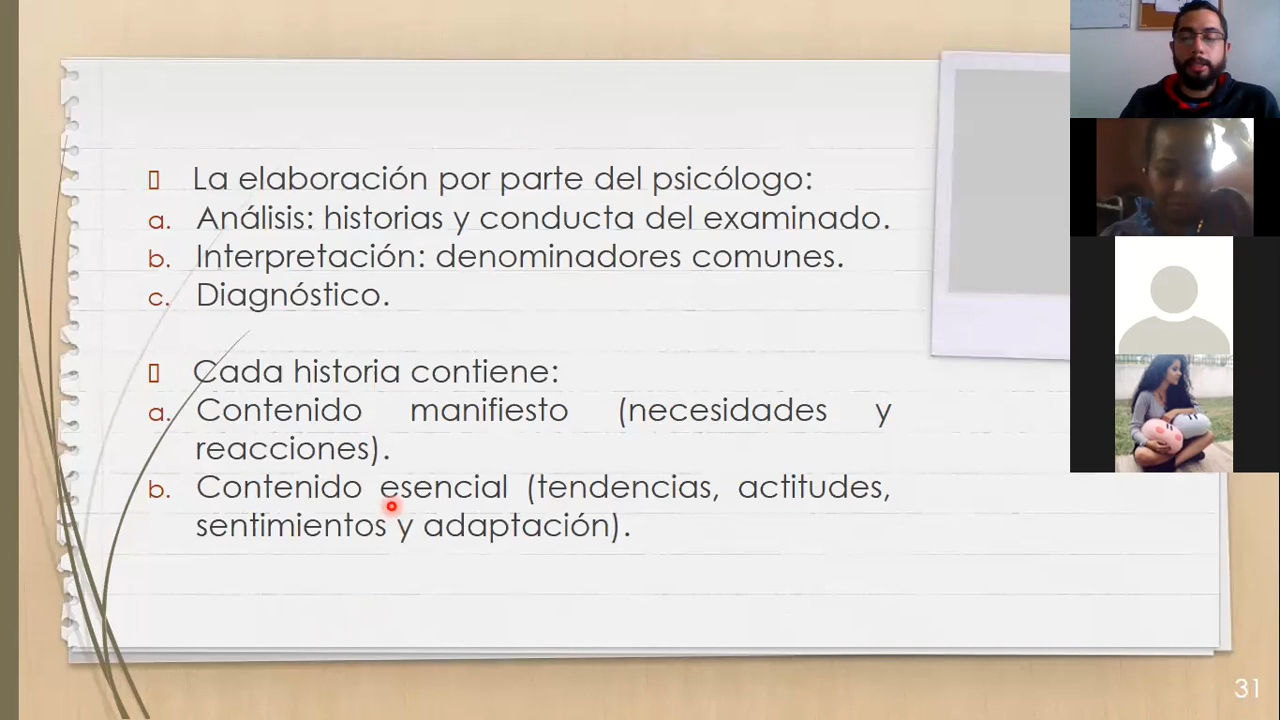 La elaboración por parte del psicólogo:
a. Análisis: historias y conducta del examinado.
b. Interpretación: denominadores comunes.
c. Diagnóstico.
Cada historia contiene:
a. Contenido manifiesto (necesidades y
reacciones).
b. Contenido esencial (tendencias, actitudes,
sentimientos y adaptación).
31